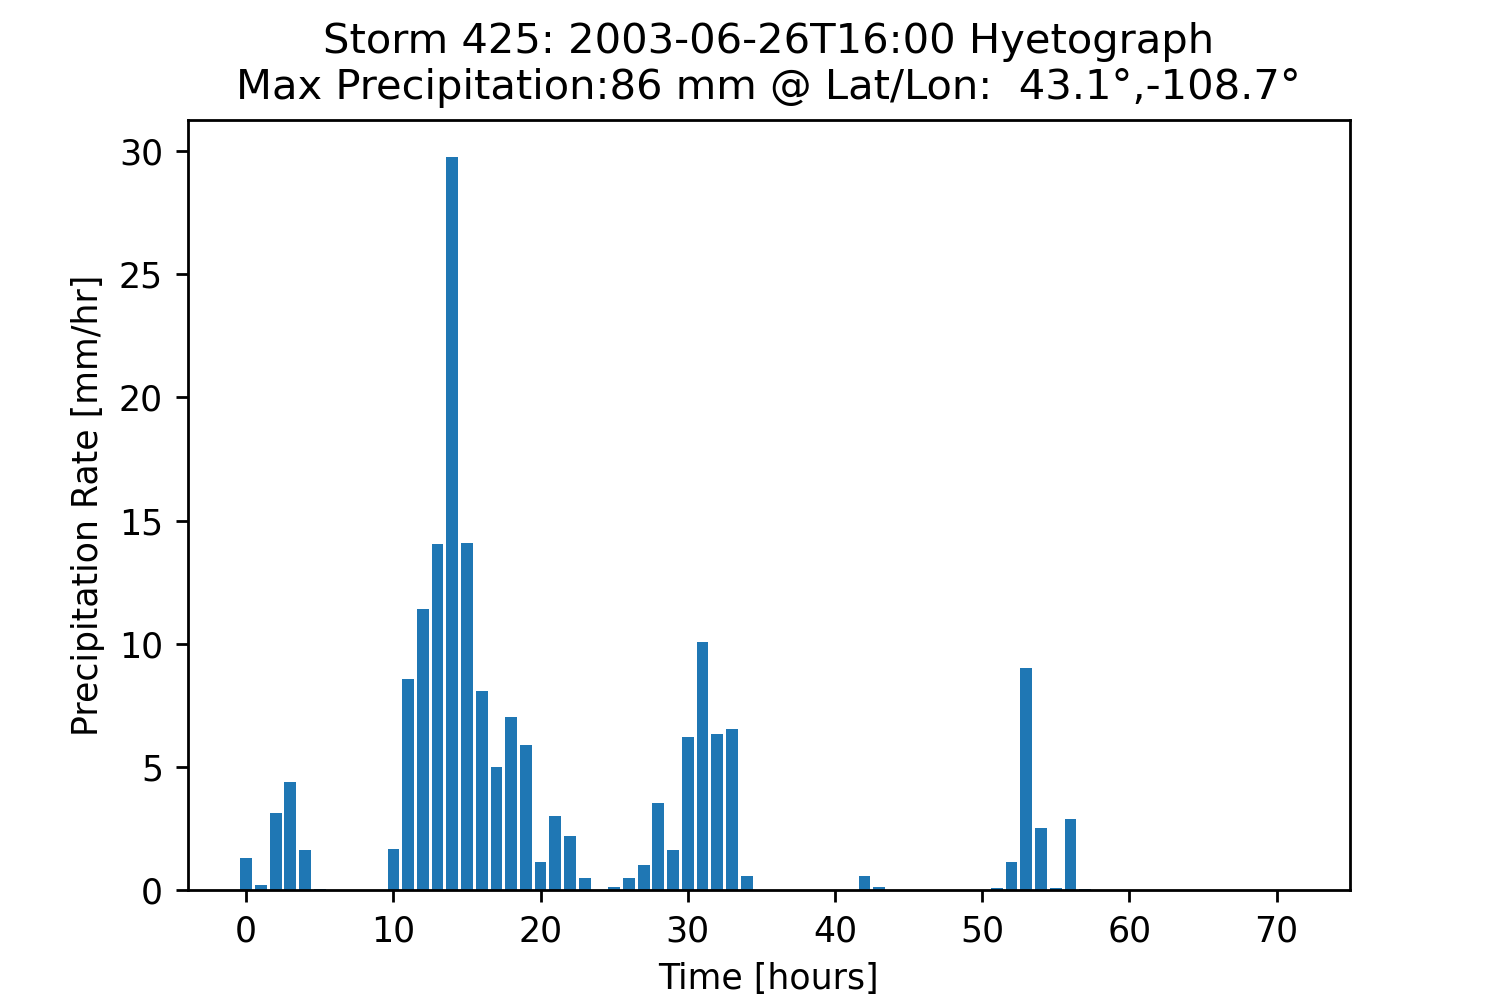 Storm 425: 2003-06-26T16:00 Hyetograph
Max Precipitation:86 mm @ Lat/Lon:  43.1°,-108.7°
30
25
20
15
10
5
0
Precipitation Rate [mm/hr]
0 10 20 30 40 50 60 70
Time [hours]